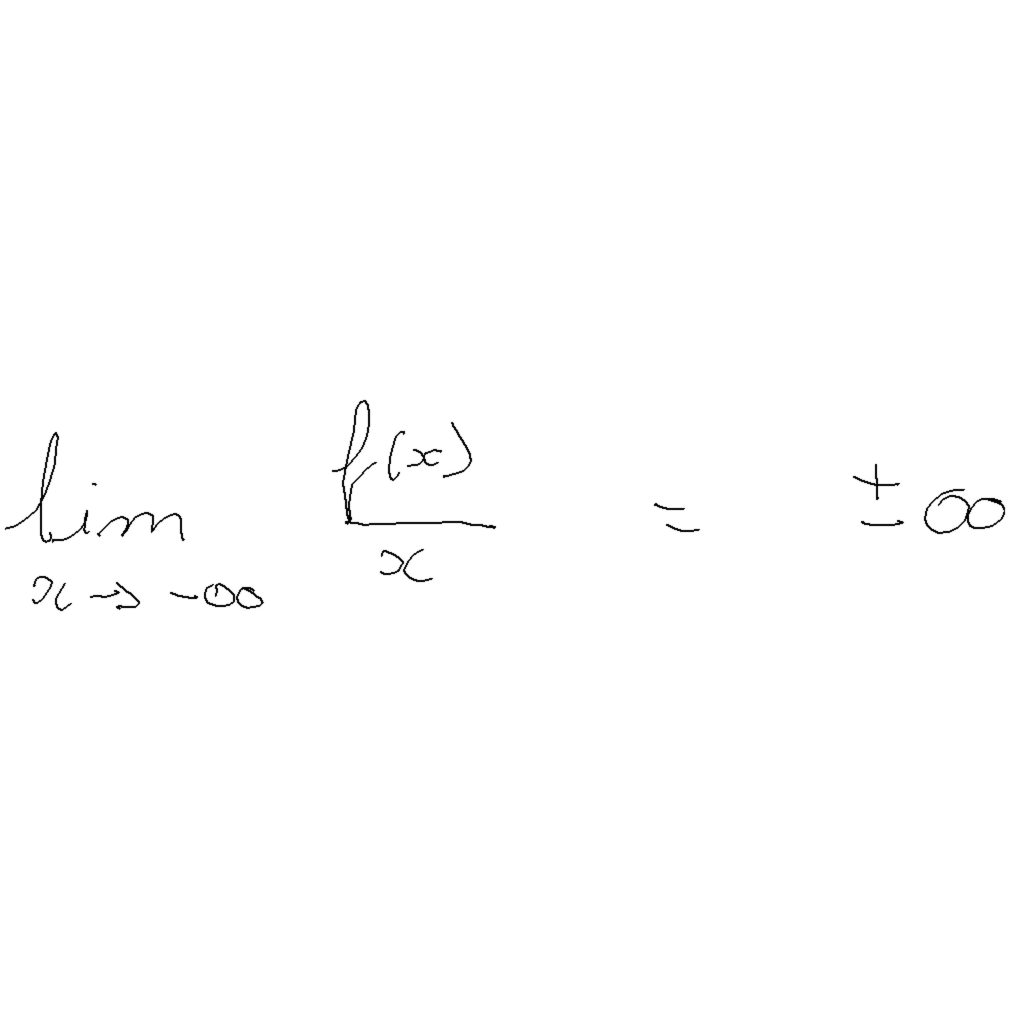 lim f(x)/x = ± ∞
x → -∞